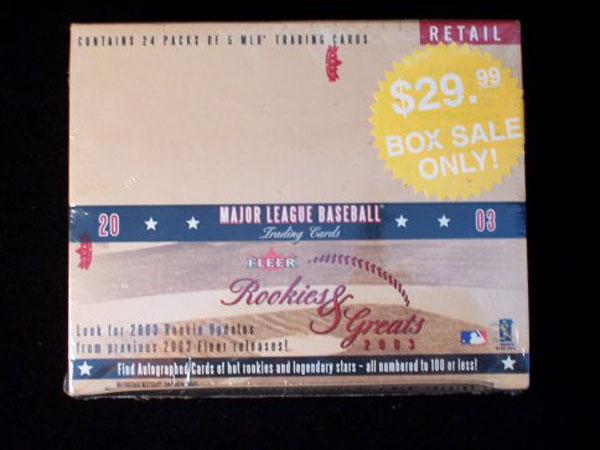 CONTAINS 24 PACKS OF 5 MLB® TRADING CARDS
RETAIL
$29.99
BOX SALE
ONLY!
20 MAJOR LEAGUE BASEBALL® 03
Trading Cards
FLEER
Rookies &
Greats
2003
Look for 2003 Rookie Updates
from previous 2003 Fleer releases!
Find Autographed Cards of hot rookies and legendary stars - all numbered to 100 or less!